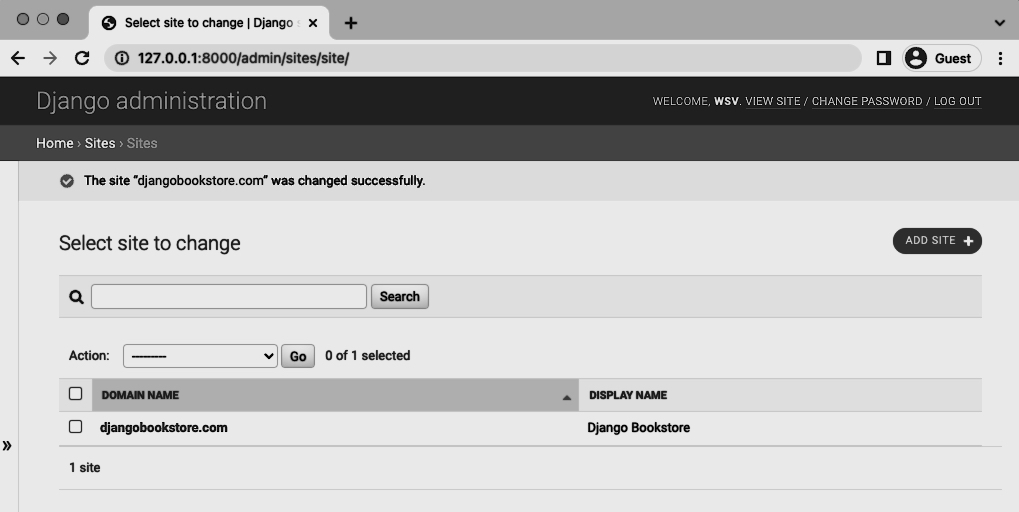 Select site to change | Django s
127.0.0.1:8000/admin/sites/site/
Guest
Django administration
WELCOME, WSV. VIEW SITE / CHANGE PASSWORD / LOG OUT
Home › Sites › Sites
The site “djangobookstore.com” was changed successfully.
Select site to change
ADD SITE +
Search
Action: --------- Go 0 of 1 selected
DOMAIN NAME DISPLAY NAME
djangobookstore.com Django Bookstore
»
1 site